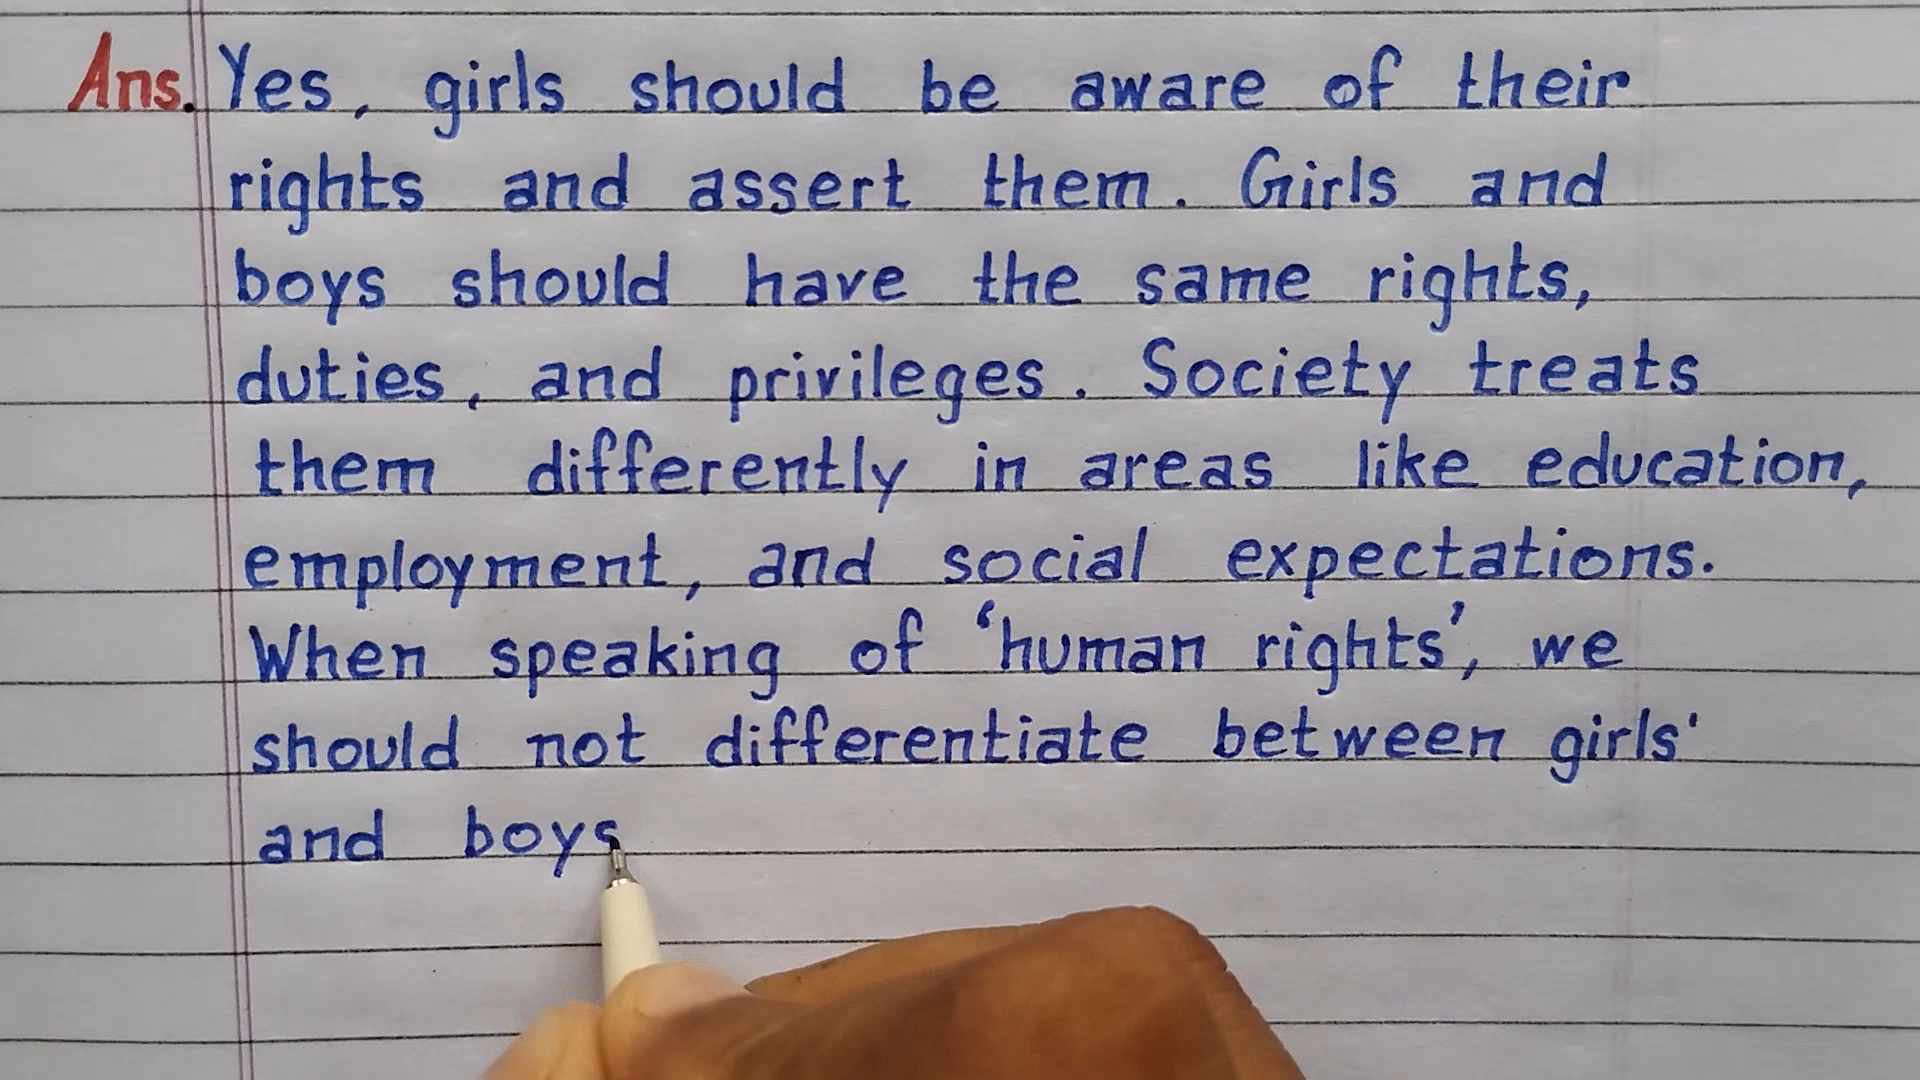 Ans. Yes, girls should be aware of their
rights and assert them. Girls and
boys should have the same rights,
duties, and privileges. Society treats
them differently in areas like education,
employment, and social expectations.
When speaking of 'human rights', we
should not differentiate between girls'
and boys